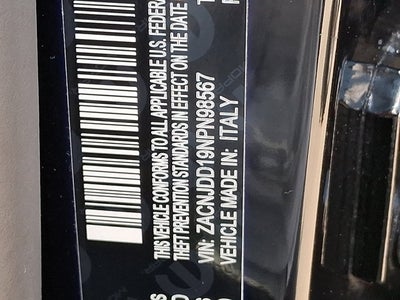 THIS VEHICLE CONFORMS TO ALL APPLICABLE U.S. FEDER
THEFT PREVENTION STANDARDS IN EFFECT ON THE DATE
VIN: ZACNJDD19NPN98567
VEHICLE MADE IN: ITALY